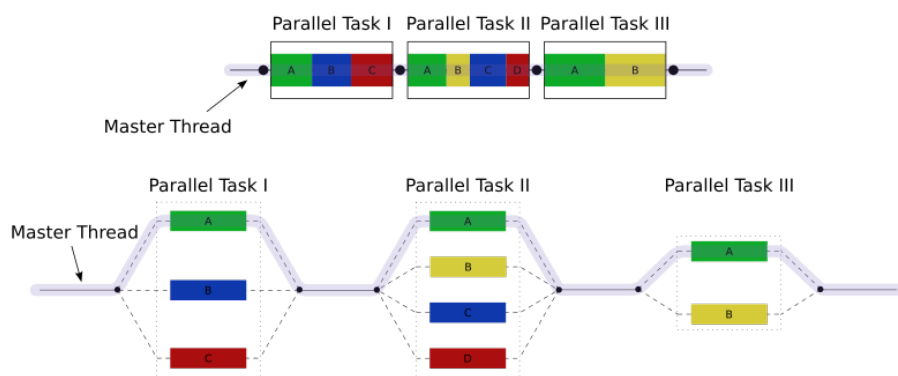 Parallel Task I Parallel Task II Parallel Task III
A B C A B C D A B
Master Thread
Parallel Task I Parallel Task II Parallel Task III
A A
Master Thread
A
B
B
C
B
C D